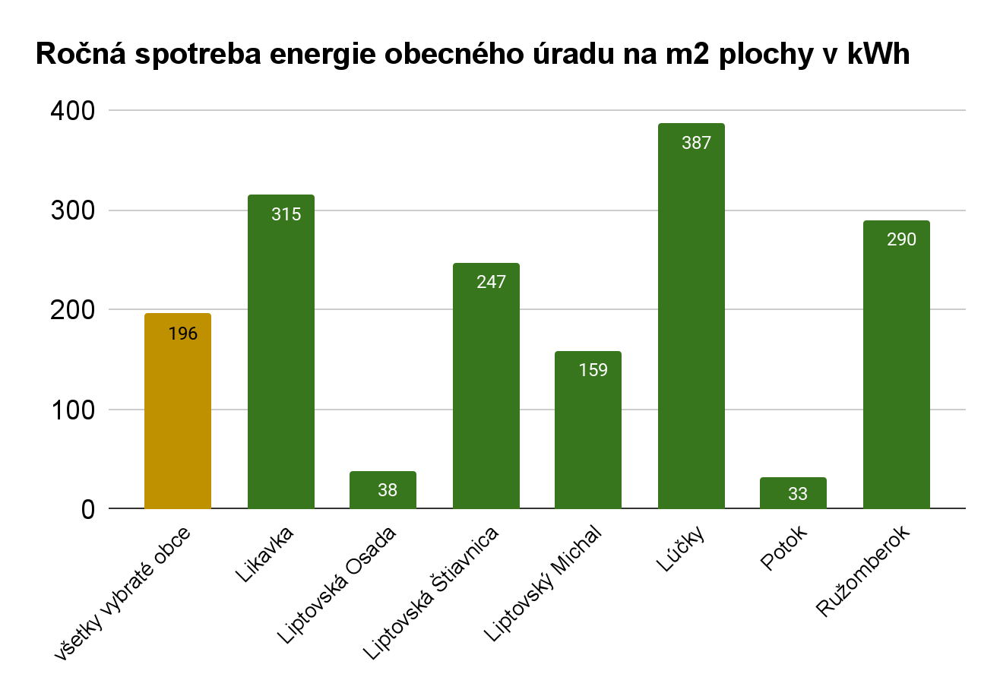 Ročná spotreba energie obecného úradu na m2 plochy v kWh
400
300
200
100
0
196
315
38
247
159
387
33
290
všetky vybraté obce
Likavka
Liptovská Osada
Liptovská Štiavnica
Liptovský Michal
Lúčky
Potok
Ružomberok